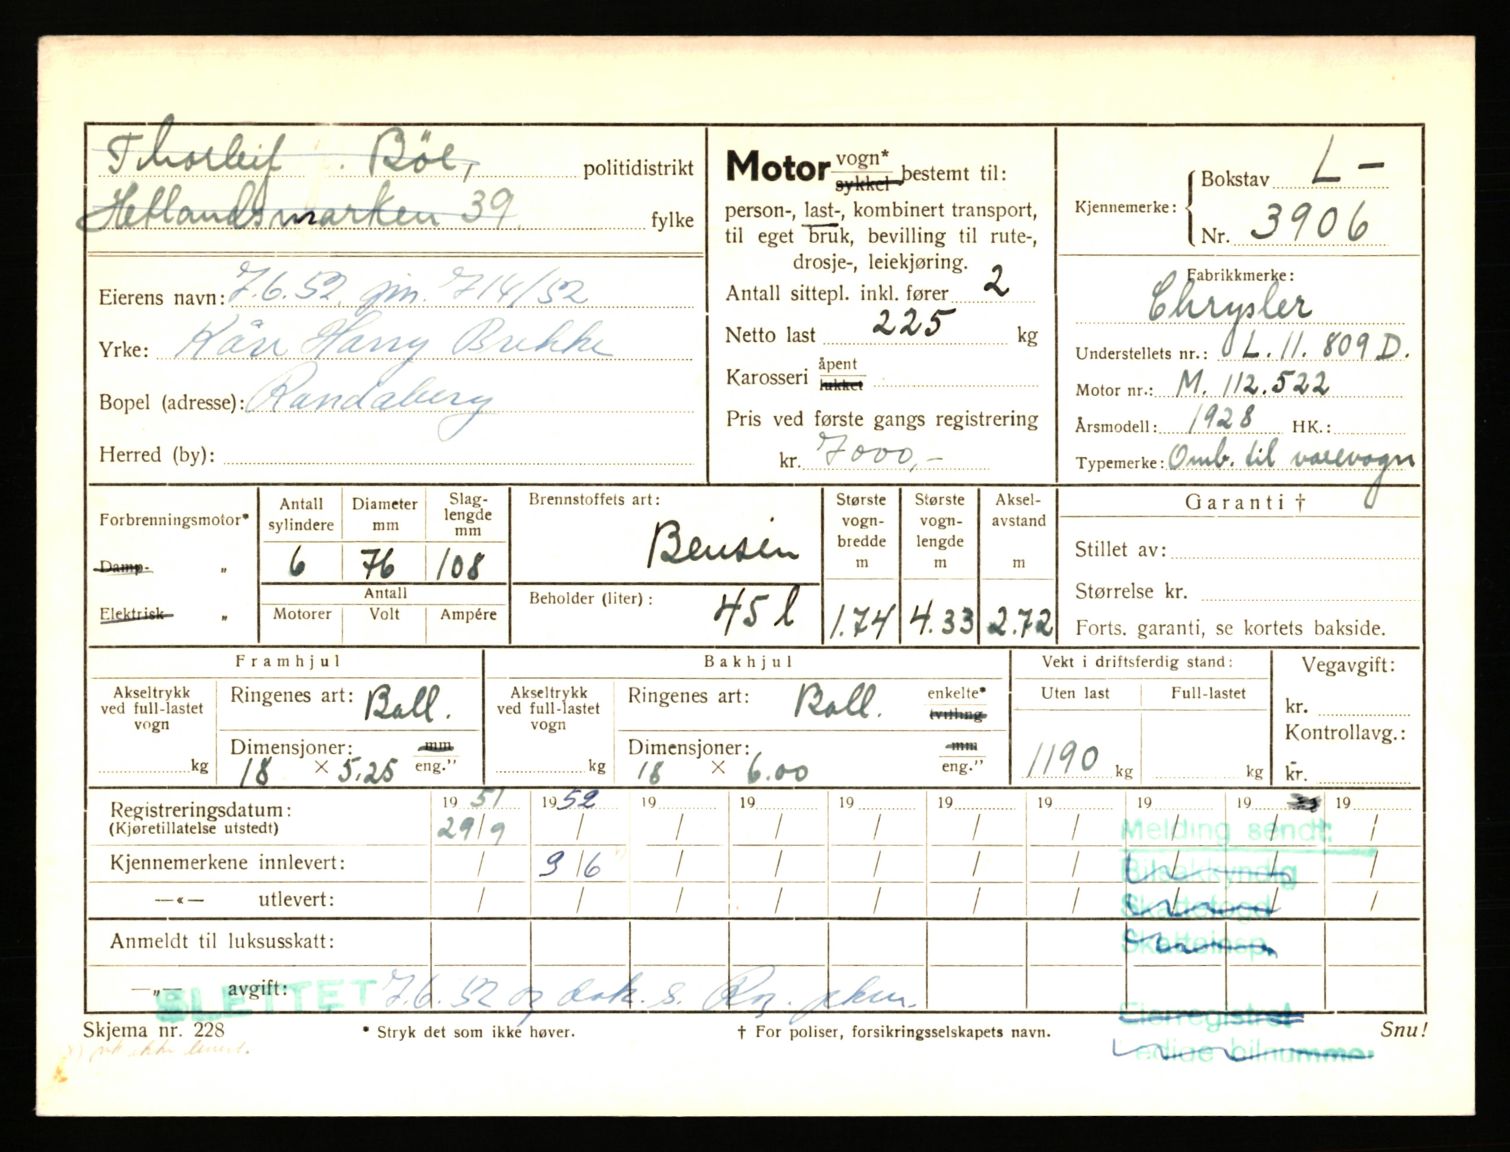 Thorleif Böe, politidistrikt
Hetlandsmarken 39 fylke
Eierens navn: 7.6.52. 7/4/52
Yrke: Kåre Harry Brekke
Bopel (adresse): Randaberg
Herred (by):
Motor vogn* sykkel bestemt til:
person-, last-, kombinert transport,
til eget bruk, bevilling til rute-,
drosje-, leiekjøring.
Antall sittepl. inkl. fører 2
Netto last 225 kg
Karosseri åpent lukket
Pris ved første gangs registrering
kr. 7000,-
Kjennemerke: Bokstav L-
Nr. 3906
Fabrikkmerke:
Chrysler
Understellets nr.: L.11.809 D.
Motor nr.: M. 112.522
Årsmodell: 1928 HK.:
Typemerke: Omb. til varevogn
Forbrenningsmotor*
Damp- „
Elektrisk „
Antall sylindere Diameter mm Slag-lengde mm
6 76 108
Antall
Motorer Volt Ampére
Brennstoffets art:
Bensin
Beholder (liter): 45 l
Største vogn-bredde m Største vogn-lengde m Aksel-avstand m
1.74 4.33 2.72
Garanti †
Stillet av:
Størrelse kr.
Forts. garanti, se kortets bakside.
Framhjul
Akseltrykk ved full-lastet vogn
kg
Ringenes art: Ball.
Dimensjoner: mm
18 × 5.25 eng."
Bakhjul
Akseltrykk ved full-lastet vogn
kg
Ringenes art: Ball. enkelte* tvilling
Dimensjoner: mm
18 × 6.00 eng."
Vekt i driftsferdig stand:
Uten last Full-lastet
1190 kg kg
Vegavgift:
kr.
Kontrollavg.:
kr.
Registreringsdatum: 19 51 19 52 19 19 19 19 19 19 19 19
(Kjøretillatelse utstedt) 29/9 / / / / / / / / /
Melding sendt:
Kjennemerkene innlevert: / 9/6 / / / / / / / /
Bilsakkyndig
—«— utlevert: / / / / / / / / / /
Anmeldt til luksusskatt:
Skatteinsp.
—„— avgift:
SLETTET 7.6.52
Eierregistret
Skjema nr. 228 * Stryk det som ikke høver. † For poliser, forsikringsselskapets navn. Snu!
Ledige bilnummer